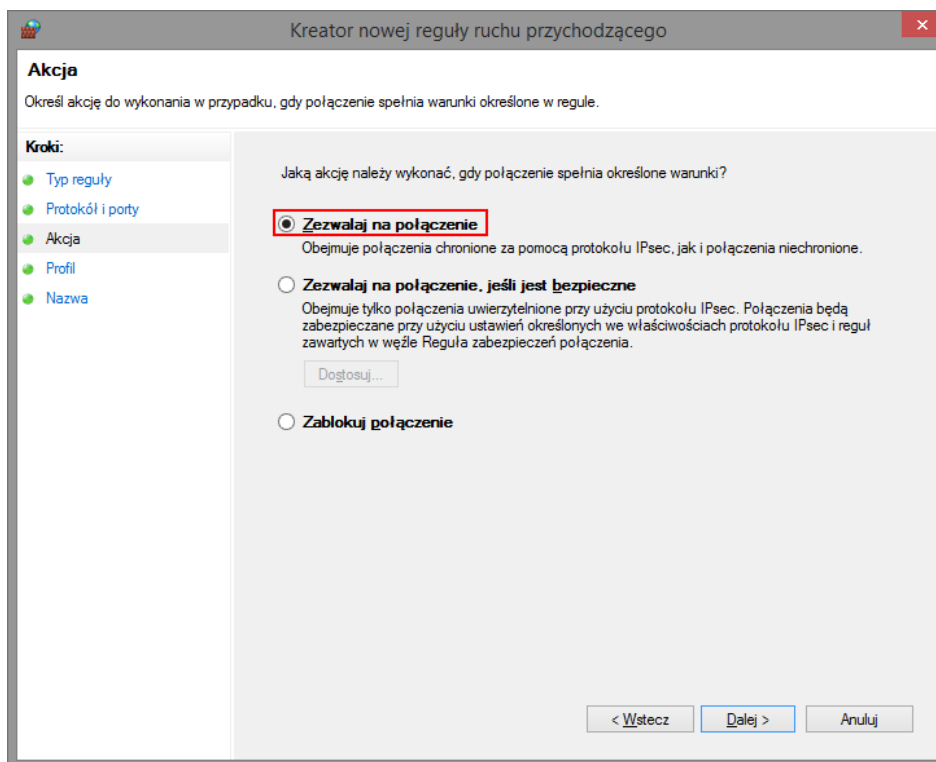 Kreator nowej reguły ruchu przychodzącego
Akcja
Określ akcję do wykonania w przypadku, gdy połączenie spełnia warunki określone w regule.
Kroki:
Typ reguły
Protokół i porty
Akcja
Profil
Nazwa
Jaką akcję należy wykonać, gdy połączenie spełnia określone warunki?
Zezwalaj na połączenie
Obejmuje połączenia chronione za pomocą protokołu IPsec, jak i połączenia niechronione.
Zezwalaj na połączenie, jeśli jest bezpieczne
Obejmuje tylko połączenia uwierzytelnione przy użyciu protokołu IPsec. Połączenia będą
zabezpieczane przy użyciu ustawień określonych we właściwościach protokołu IPsec i reguł
zawartych w węźle Reguła zabezpieczeń połączenia.
Dostosuj...
Zablokuj połączenie
< Wstecz
Dalej >
Anuluj